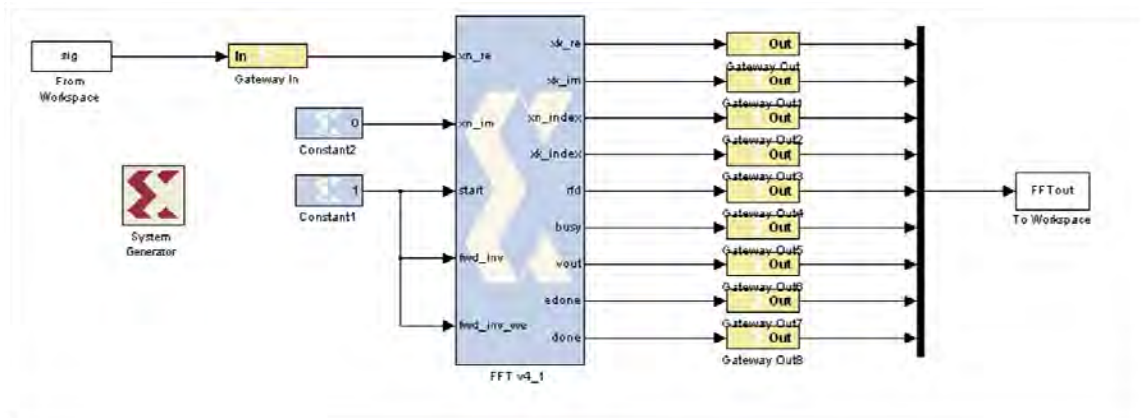 sig
From
Workspace
In
Gateway In
0
Constant2
1
Constant1
System
Generator
xn_re
xn_im
start
fwd_inv
fwd_inv_we
xk_re
xk_im
xn_index
xk_index
rfd
busy
vout
edone
done
FFT v4_1
Out
Gateway Out
Out
Gateway Out1
Out
Gateway Out2
Out
Gateway Out3
Out
Gateway Out4
Out
Gateway Out5
Out
Gateway Out6
Out
Gateway Out7
Out
Gateway Out8
FFTout
To Workspace